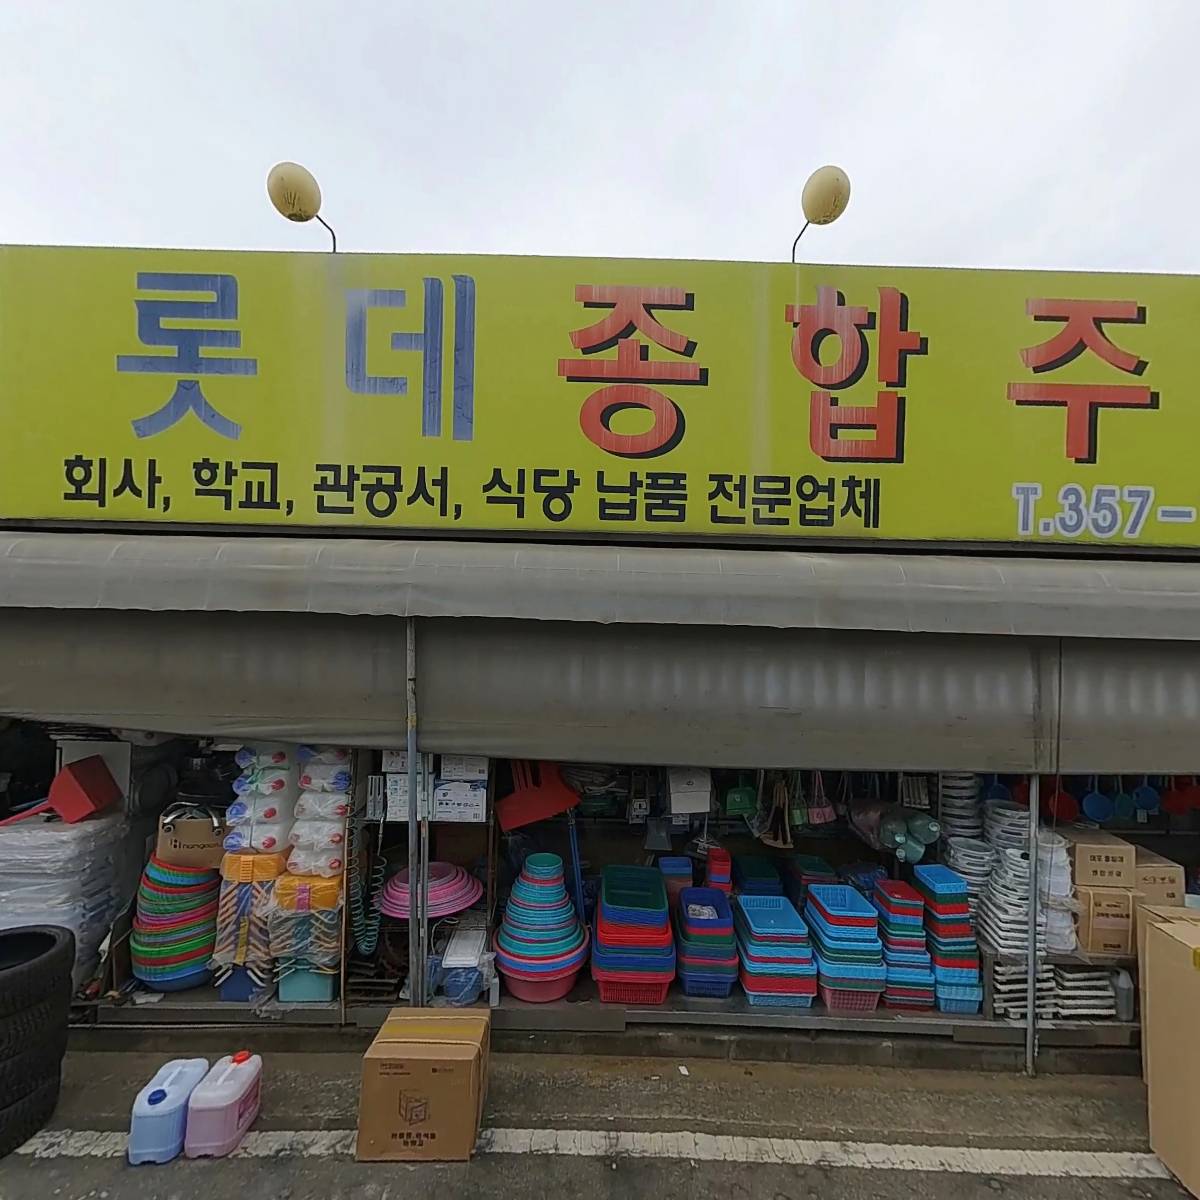 롯데종합주
회사, 학교, 관공서, 식당 납품 전문업체
T.357-